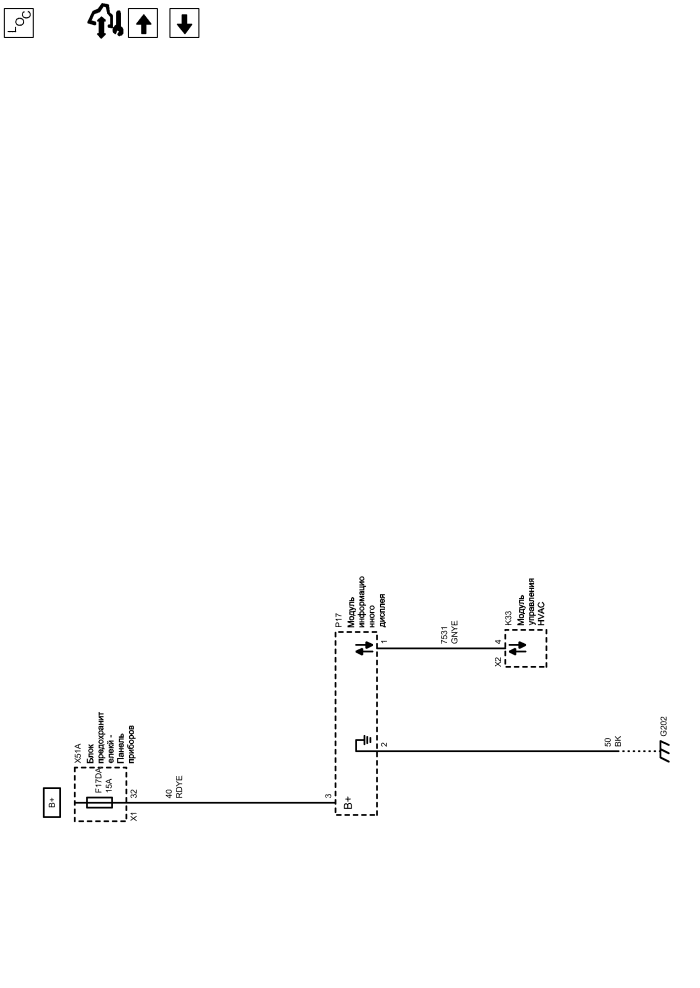 LOC
B+
X51A
Блок
предохранит
елей -
Панель
приборов
F17DA
15A
X1
32
40
RDYE
3
B+
P17
Модуль
информацио
нного
дисплея
1
2
7531
GNYE
X2
4
K33
Модуль
управления
HVAC
50
BK
G202